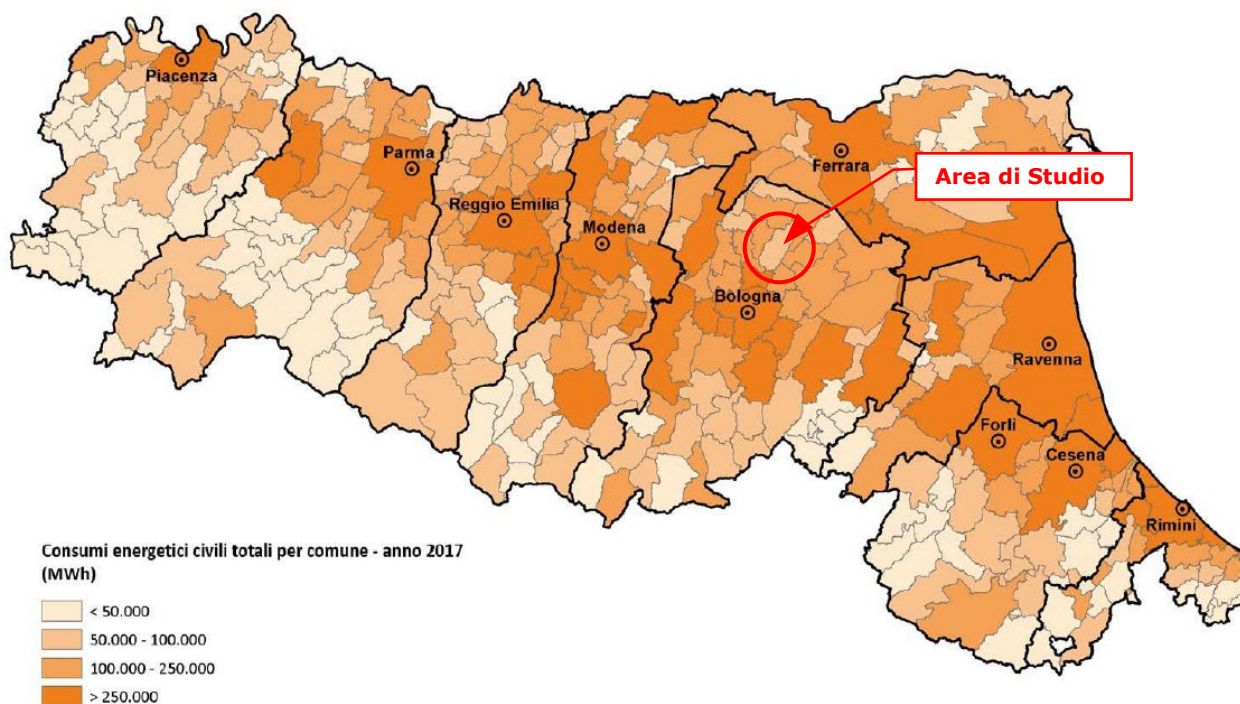 Piacenza
Parma
Reggio Emilia
Modena
Ferrara
Area di Studio
Bologna
Ravenna
Forlì
Cesena
Rimini
Consumi energetici civili totali per comune - anno 2017
(MWh)
< 50.000
50.000 - 100.000
100.000 - 250.000
> 250.000